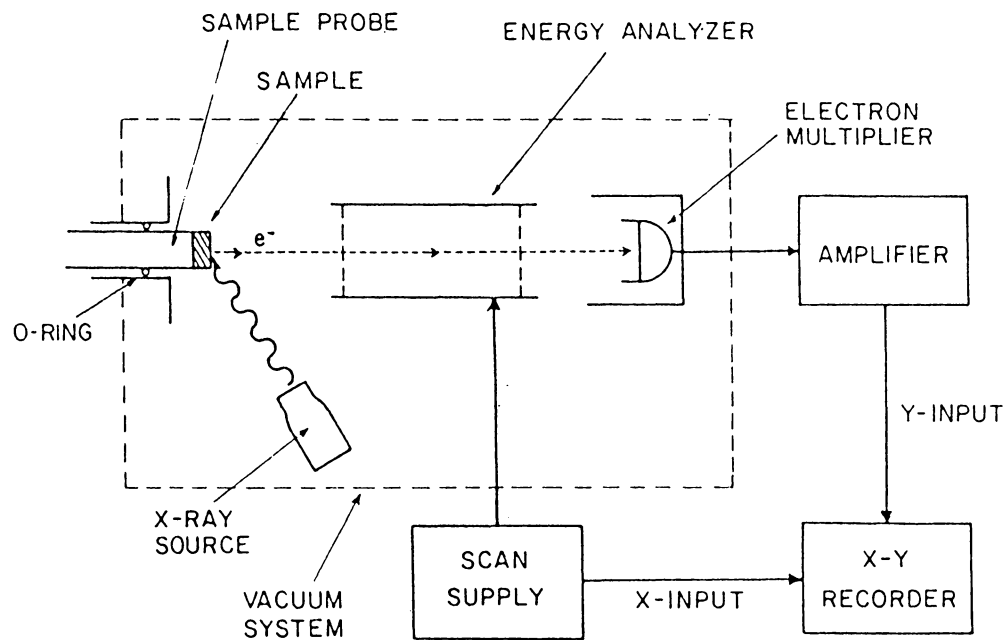 SAMPLE PROBE
SAMPLE
ENERGY ANALYZER
ELECTRON
MULTIPLIER
e⁻
AMPLIFIER
O-RING
Y-INPUT
X-RAY
SOURCE
VACUUM
SYSTEM
SCAN
SUPPLY
X-INPUT
X-Y
RECORDER